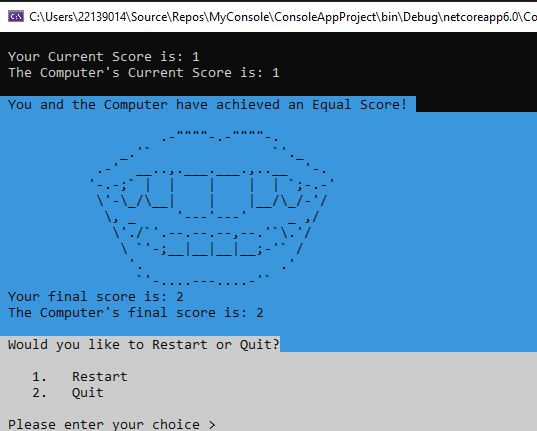 C:\Users\22139014\Source\Repos\MyConsole\ConsoleAppProject\bin\Debug\netcoreapp6.0\Co
Your Current Score is: 1
The Computer's Current Score is: 1
You and the Computer have achieved an Equal Score!
Your final score is: 2
The Computer's final score is: 2
Would you like to Restart or Quit?
1. Restart
2. Quit
Please enter your choice >